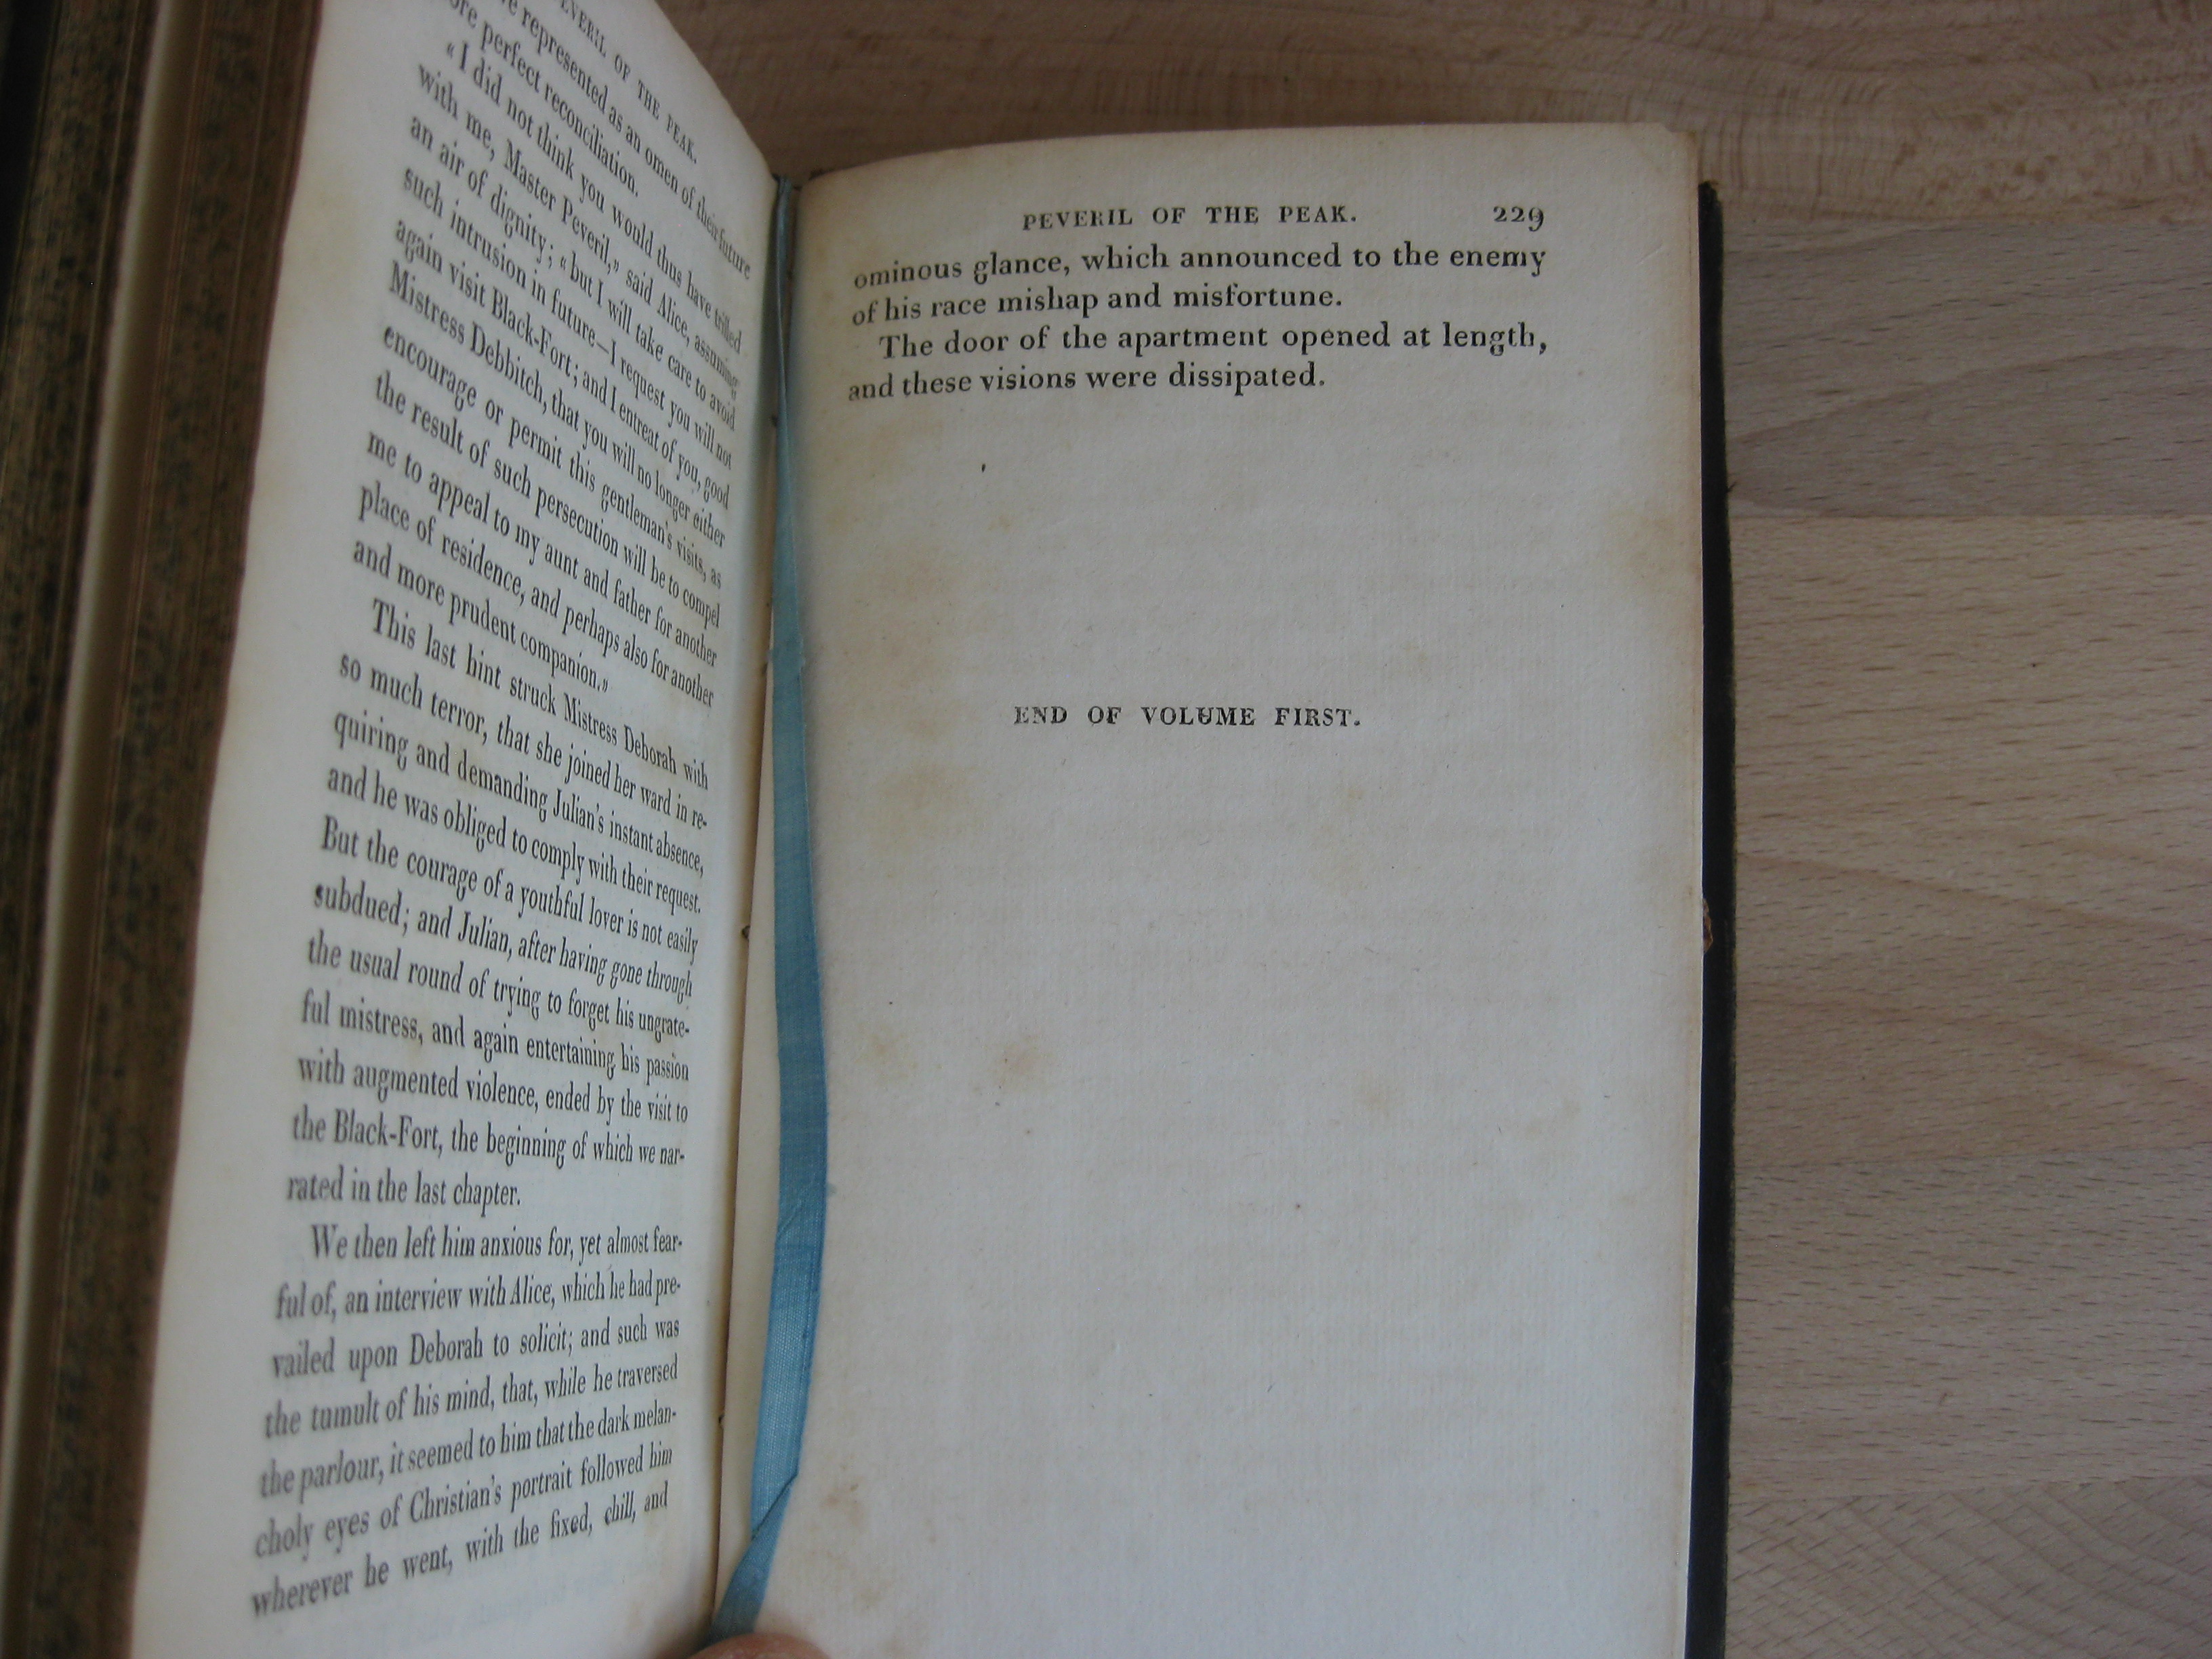 PEVERIL OF THE PEAK.
represented as an omen of their future
perfect reconciliation.
« I did not think you would thus have trifled
with me, Master Peveril,» said Alice, assuming
an air of dignity; « but I will take care to avoid
such intrusion in future—I request you will not
again visit Black-Fort; and I entreat of you, good
Mistress Debbitch, that you will no longer either
encourage or permit this gentleman's visits, as
the result of such persecution will be to compel
me to appeal to my aunt and father for another
place of residence, and perhaps also for another
and more prudent companion.»
This last hint struck Mistress Deborah with
so much terror, that she joined her ward in re-
quiring and demanding Julian's instant absence,
and he was obliged to comply with their request.
But the courage of a youthful lover is not easily
subdued; and Julian, after having gone through
the usual round of trying to forget his ungrate-
ful mistress, and again entertaining his passion
with augmented violence, ended by the visit to
the Black-Fort, the beginning of which we nar-
rated in the last chapter.
We then left him anxious for, yet almost fear-
ful of, an interview with Alice, which he had pre-
vailed upon Deborah to solicit; and such was
the tumult of his mind, that, while he traversed
the parlour, it seemed to him that the dark melan-
choly eyes of Christian's portrait followed him
wherever he went, with the fixed, chill, and
PEVERIL OF THE PEAK. 229
ominous glance, which announced to the enemy
of his race mishap and misfortune.
The door of the apartment opened at length,
and these visions were dissipated.
END OF VOLUME FIRST.